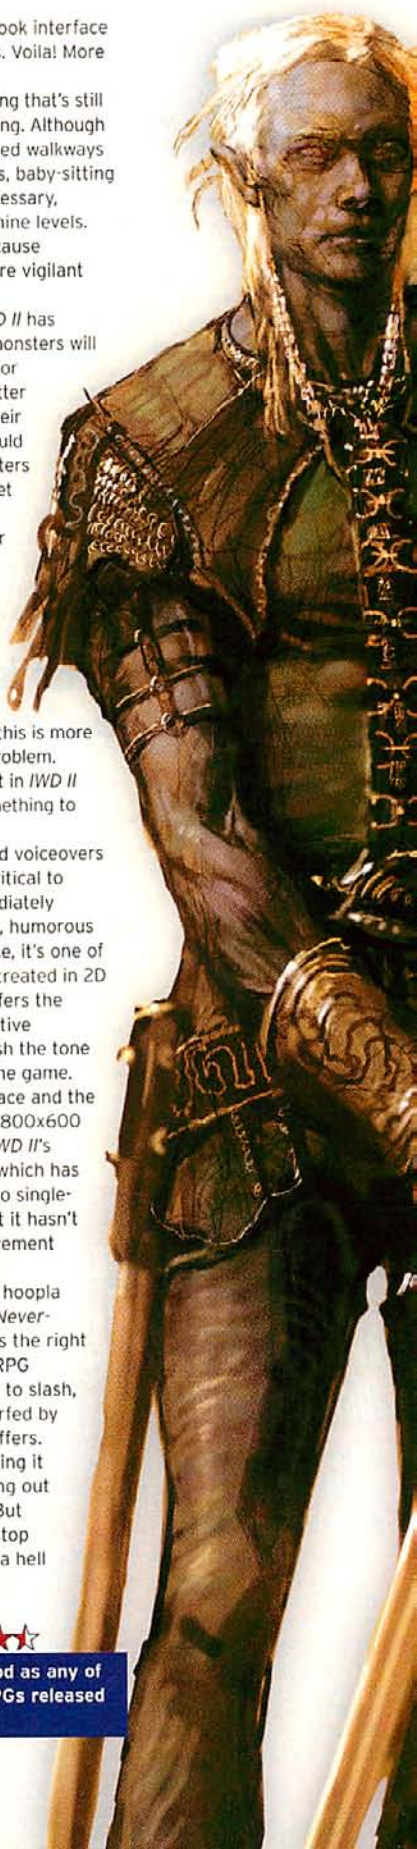 ook interface
. Voila! More
ng that's still
ng. Although
ed walkways
s, baby-sitting
essary,
nine levels.
ause
re vigilant
D II has
monsters will
or
tter
eir
uld
ters
et
r
this is more
roblem.
t in IWD II
nething to
d voiceovers
itical to
diately
, humorous
e, it's one of
created in 2D
fers the
tive
sh the tone
he game.
ace and the
800x600
WD II's
which has
o single-
t it hasn't
ement
hoopla
Never-
s the right
RPG
to slash,
rfed by
ffers.
ing it
ng out
But
top
a hell
od as any of
PGs released